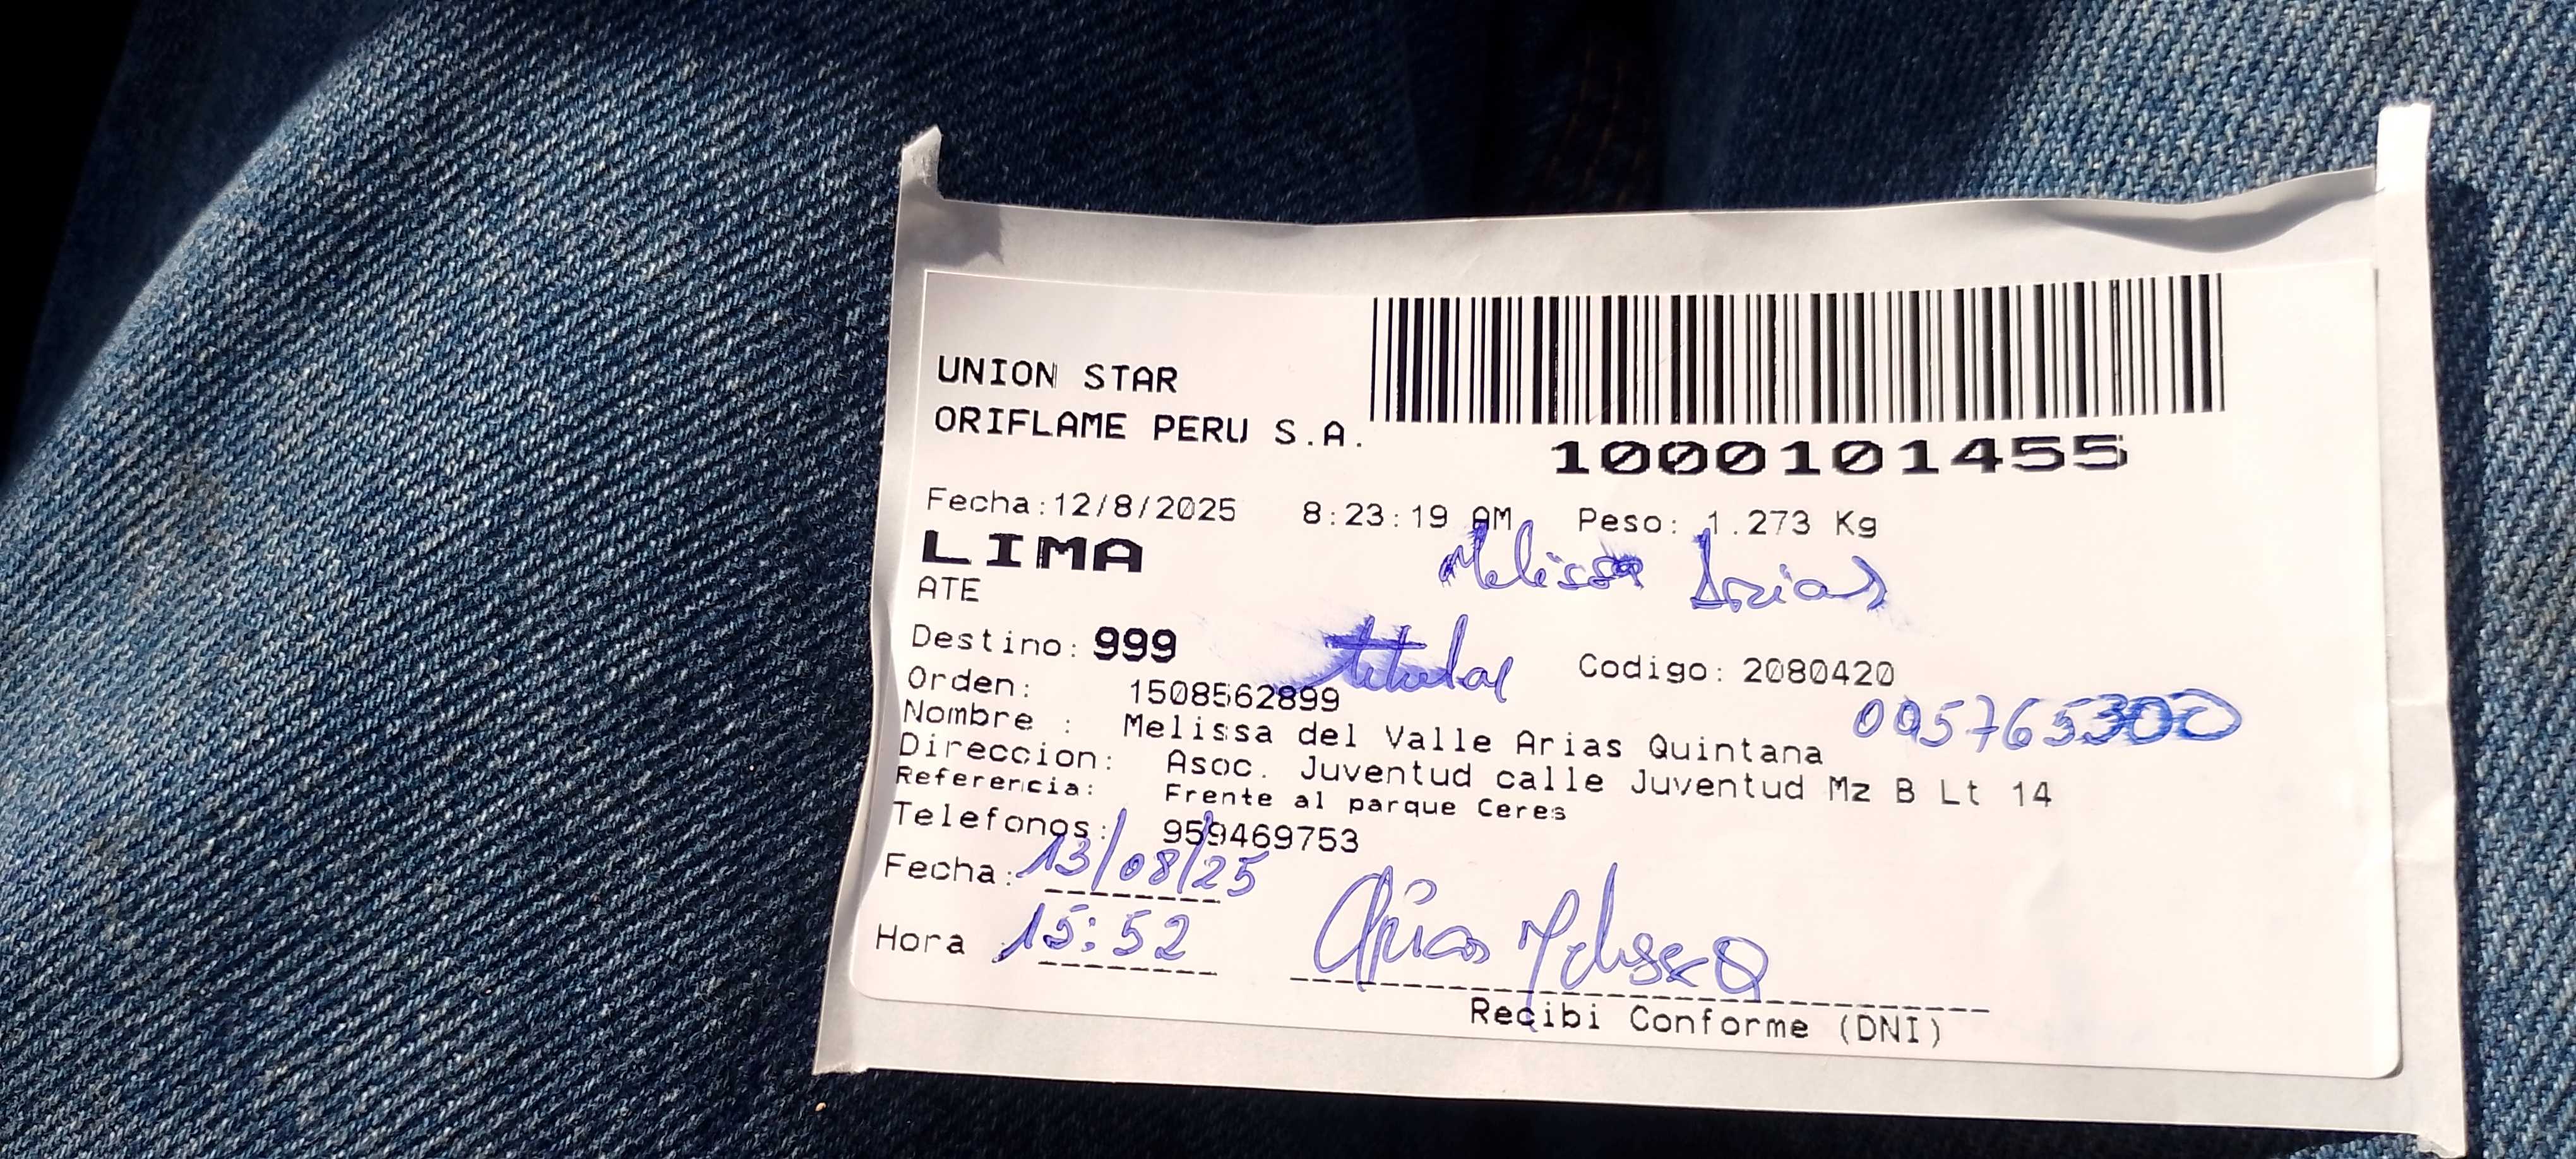 UNION STAR
ORIFLAME PERU S.A.
1000101455
Fecha:12/8/2025 8:23:19 AM Peso: 1.273 Kg
LIMA
Melissa Arias
ATE
Destino: 999
titular
Codigo: 2080420
Orden: 1508562899
005765300
Nombre : Melissa del Valle Arias Quintana
Direccion: Asoc. Juventud calle Juventud Mz B Lt 14
Referencia: Frente al parque Ceres
Telefonos: 959469753
Fecha: 13/08/25
Hora 15:52
Arias Melissa Q
Recibi Conforme (DNI)